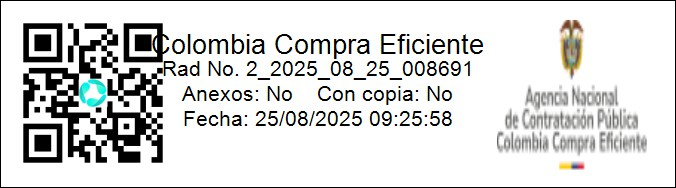 Colombia Compra Eficiente
Rad No. 2_2025_08_25_008691
Anexos: No Con copia: No
Fecha: 25/08/2025 09:25:58
Agencia Nacional
de Contratación Pública
Colombia Compra Eficiente